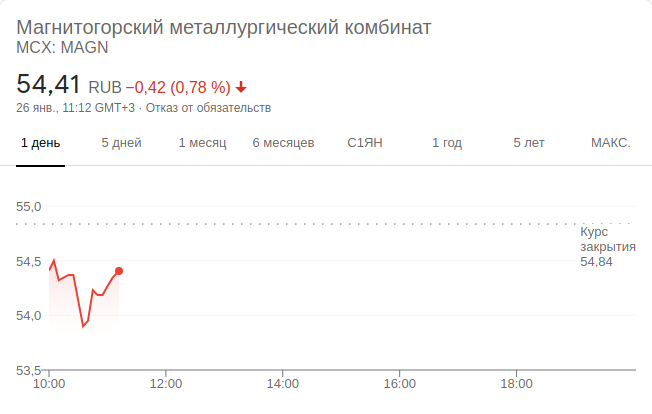 Магнитогорский металлургический комбинат
MCX: MAGN
54,41 RUB −0,42 (0,78 %)
26 янв., 11:12 GMT+3 · Отказ от обязательств
1 день 5 дней 1 месяц 6 месяцев С1ЯН 1 год 5 лет МАКС.
55,0
Курс
закрытия
54,5 54,84
54,0
53,5
10:00 12:00 14:00 16:00 18:00